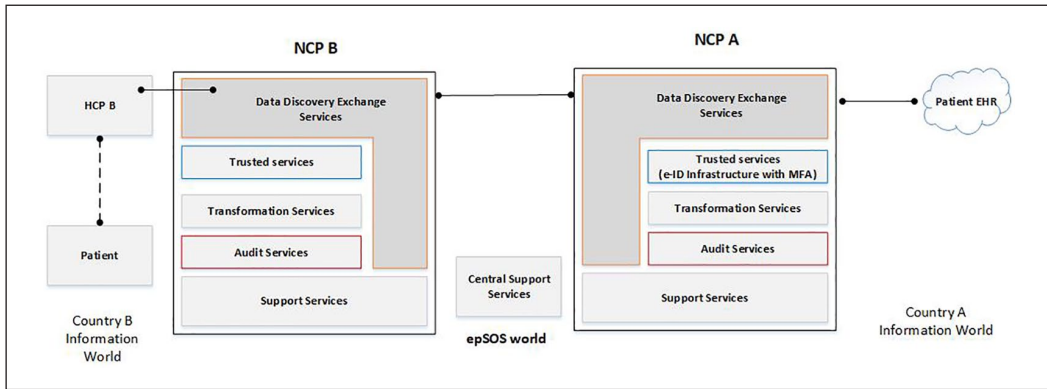 NCP B
NCP A
HCP B
Data Discovery Exchange
Services
Data Discovery Exchange
Services
Patient EHR
Trusted services
Trusted services
(e-ID Infrastructure with MFA)
Transformation Services
Transformation Services
Patient
Audit Services
Audit Services
Central Support
Services
Support Services
Support Services
Country B
Information
World
epSOS world
Country A
Information World